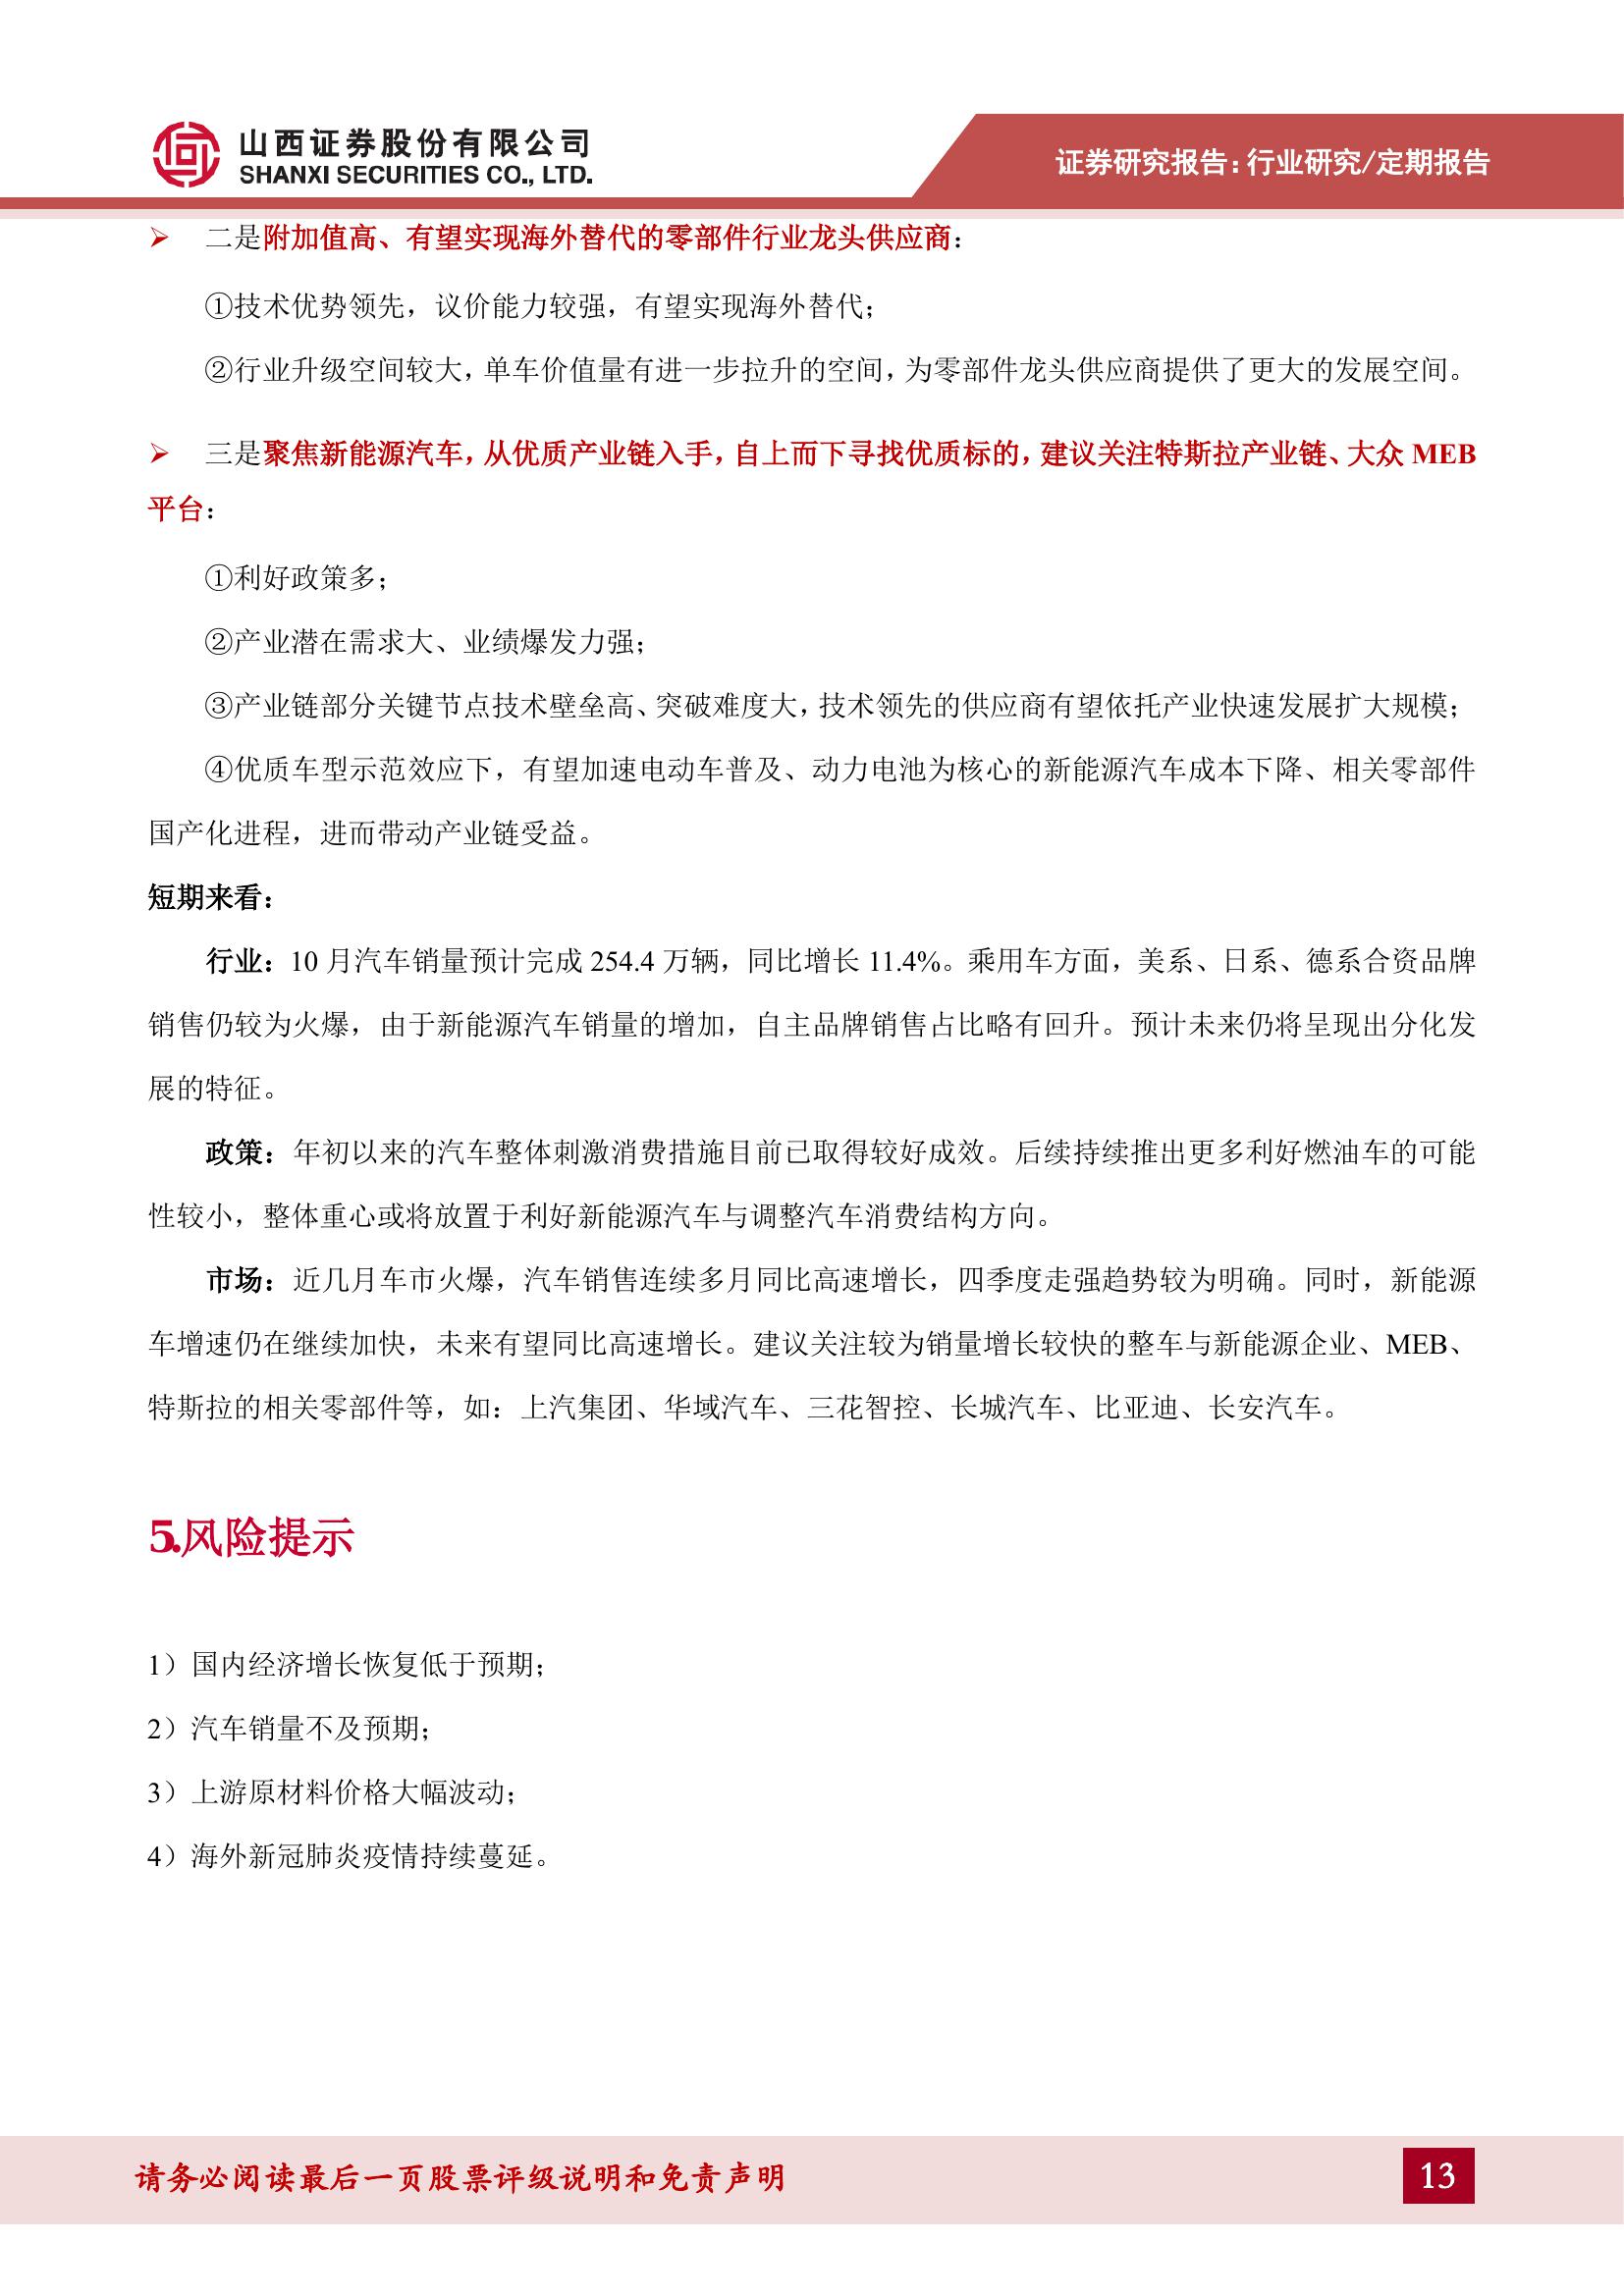 山西证券股份有限公司
SHANXI SECURITIES CO., LTD.
证券研究报告：行业研究/定期报告
➢ 二是附加值高、有望实现海外替代的零部件行业龙头供应商：
①技术优势领先，议价能力较强，有望实现海外替代；
②行业升级空间较大，单车价值量有进一步拉升的空间，为零部件龙头供应商提供了更大的发展空间。
➢ 三是聚焦新能源汽车，从优质产业链入手，自上而下寻找优质标的，建议关注特斯拉产业链、大众 MEB
平台：
①利好政策多；
②产业潜在需求大、业绩爆发力强；
③产业链部分关键节点技术壁垒高、突破难度大，技术领先的供应商有望依托产业快速发展扩大规模；
④优质车型示范效应下，有望加速电动车普及、动力电池为核心的新能源汽车成本下降、相关零部件
国产化进程，进而带动产业链受益。
短期来看：
行业：10 月汽车销量预计完成 254.4 万辆，同比增长 11.4%。乘用车方面，美系、日系、德系合资品牌
销售仍较为火爆，由于新能源汽车销量的增加，自主品牌销售占比略有回升。预计未来仍将呈现出分化发
展的特征。
政策：年初以来的汽车整体刺激消费措施目前已取得较好成效。后续持续推出更多利好燃油车的可能
性较小，整体重心或将放置于利好新能源汽车与调整汽车消费结构方向。
市场：近几月车市火爆，汽车销售连续多月同比高速增长，四季度走强趋势较为明确。同时，新能源
车增速仍在继续加快，未来有望同比高速增长。建议关注较为销量增长较快的整车与新能源企业、MEB、
特斯拉的相关零部件等，如：上汽集团、华域汽车、三花智控、长城汽车、比亚迪、长安汽车。
5.风险提示
1）国内经济增长恢复低于预期；
2）汽车销量不及预期；
3）上游原材料价格大幅波动；
4）海外新冠肺炎疫情持续蔓延。
请务必阅读最后一页股票评级说明和免责声明
13